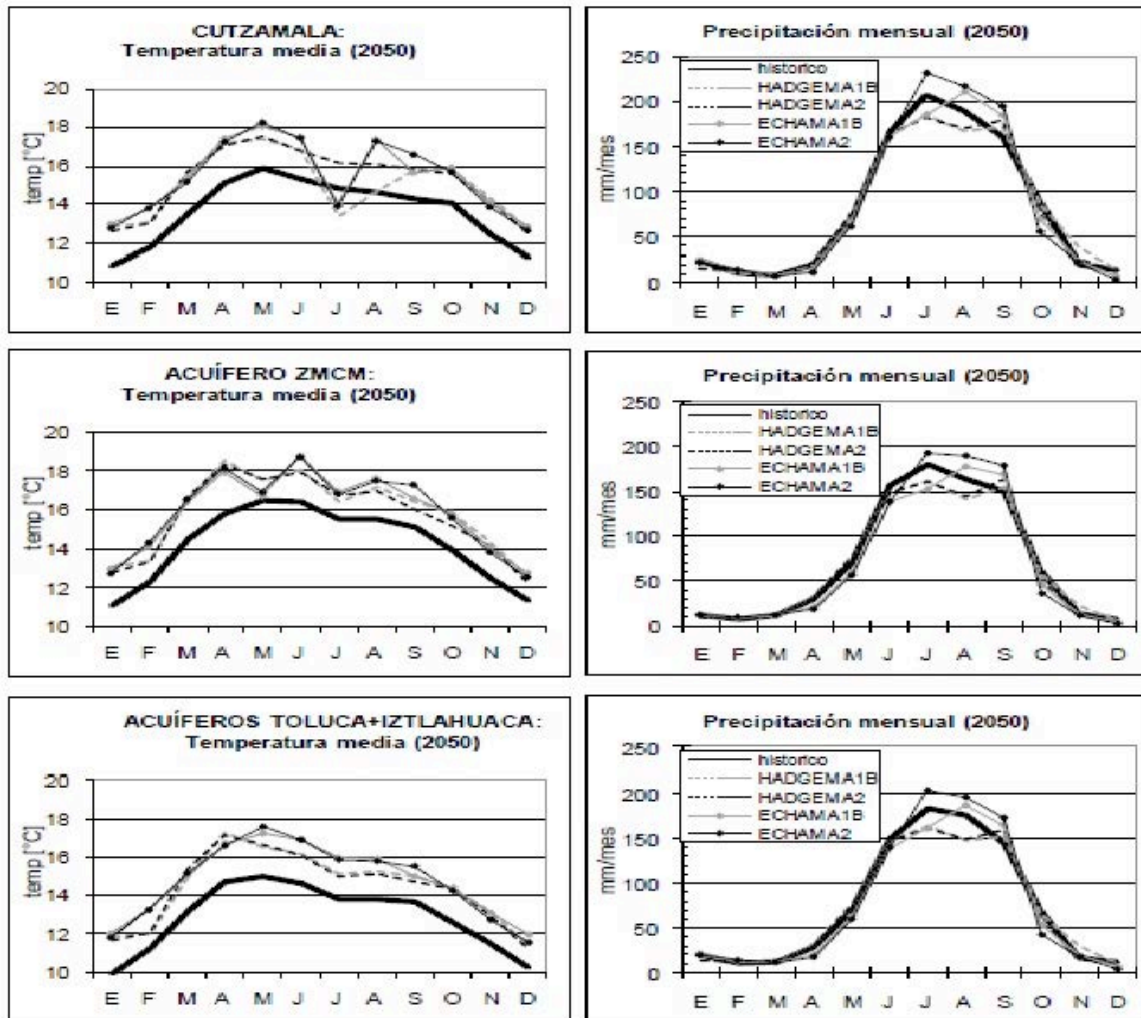 CUTZAMALA:
Temperatura media (2050)
temp [°C]
20
18
16
14
12
10
E F M A M J J A S O N D
Precipitación mensual (2050)
mm/mes
250
200
150
100
50
0
historico
HADGEMA1B
HADGEMA2
ECHAMA1B
ECHAMA2
E F M A M J J A S O N D
ACUÍFERO ZMCM:
Temperatura media (2050)
temp [°C]
20
18
16
14
12
10
E F M A M J J A S O N D
Precipitación mensual (2050)
mm/mes
250
200
150
100
50
0
historico
HADGEMA1B
HADGEMA2
ECHAMA1B
ECHAMA2
E F M A M J J A S O N D
ACUÍFEROS TOLUCA+IZTLAHUACA:
Temperatura media (2050)
temp [°C]
20
18
16
14
12
10
E F M A M J J A S O N D
Precipitación mensual (2050)
mm/mes
250
200
150
100
50
0
historico
HADGEMA1B
HADGEMA2
ECHAMA1B
ECHAMA2
E F M A M J J A S O N D